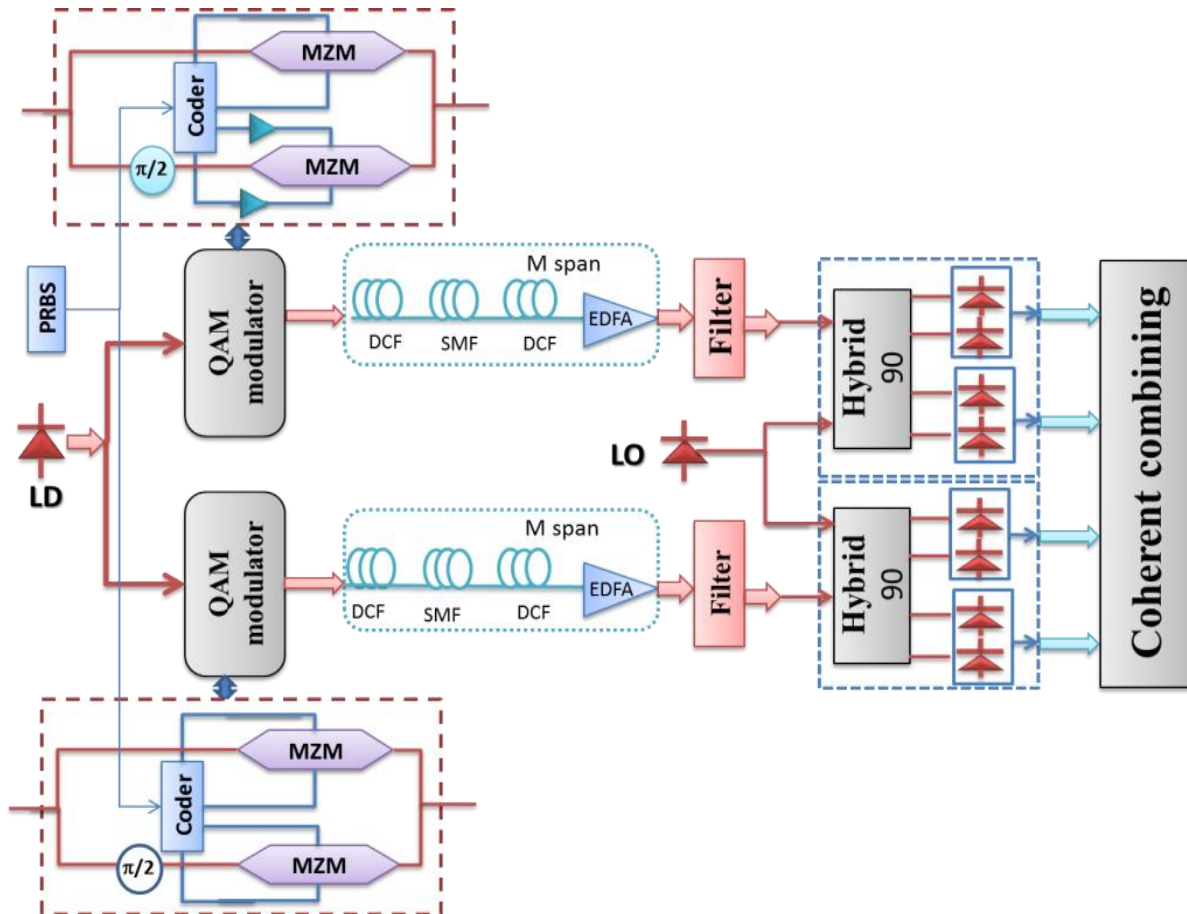 MZM
Coder
MZM
π/2
PRBS
QAM
modulator
M span
DCF
SMF
DCF
EDFA
Filter
Hybrid
90
LD
LO
Coherent combining
QAM
modulator
M span
DCF
SMF
DCF
EDFA
Filter
Hybrid
90
MZM
Coder
MZM
π/2